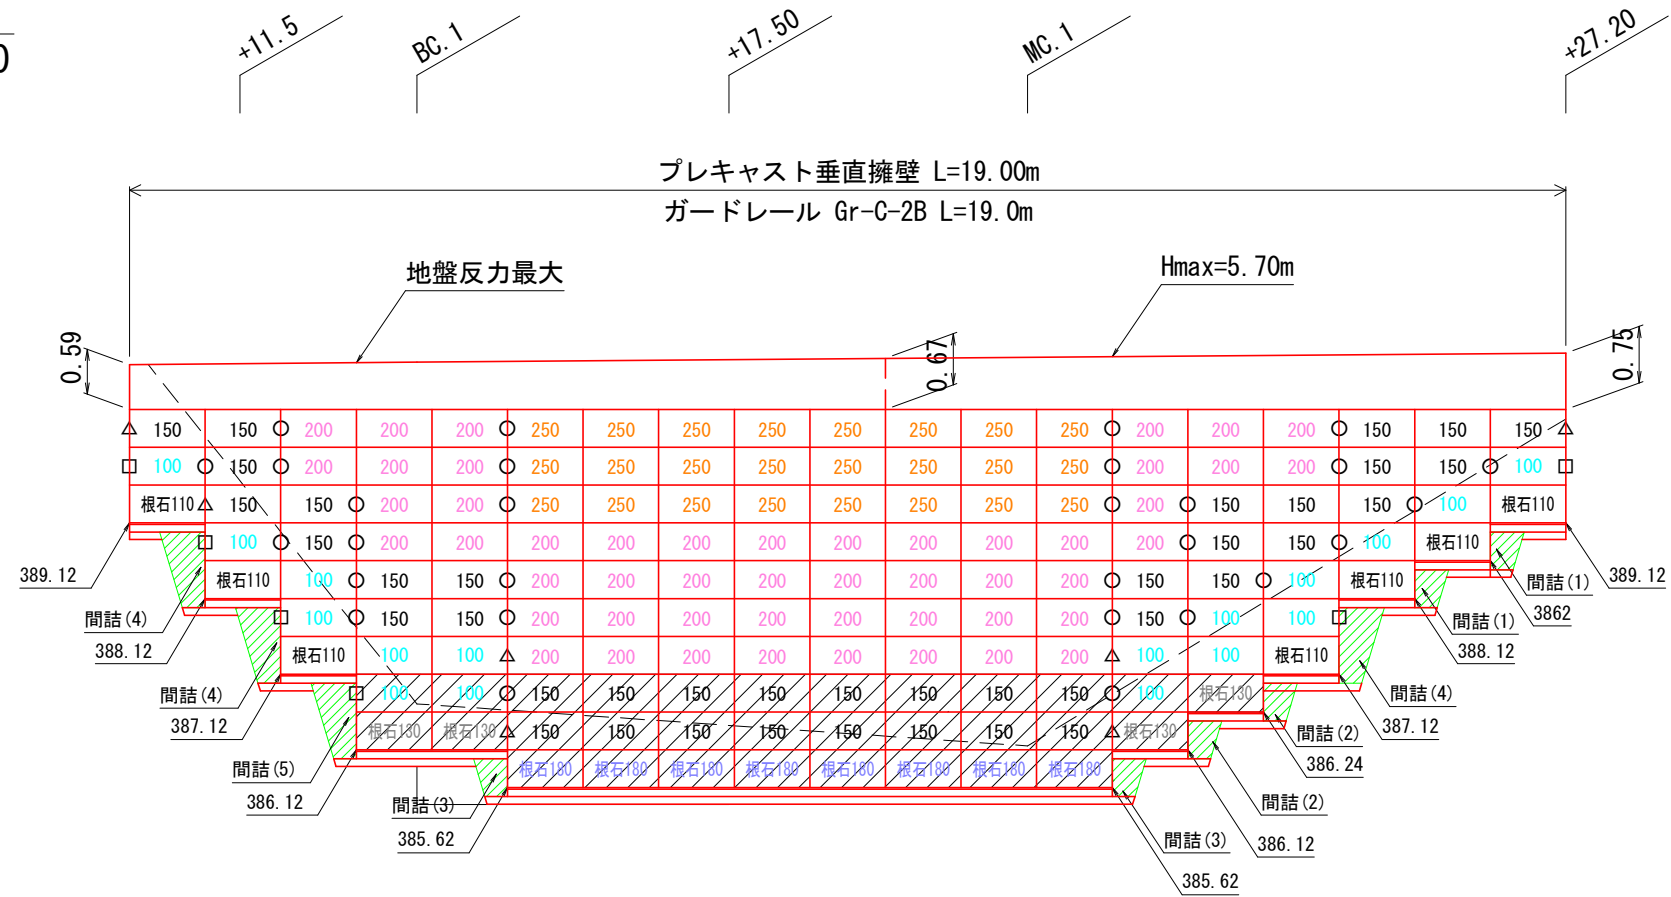 0
+11.5
BC.1
+17.50
MC.1
+27.20
プレキャスト垂直擁壁 L=19.00m
ガードレール Gr-C-2B L=19.0m
地盤反力最大
Hmax=5.70m
0.59
0.67
0.75
150 150 200 200 200 250 250 250 250 250 250 250 250 200 200 200 150 150 150
100 150 200 200 200 250 250 250 250 250 250 250 250 200 200 200 150 150 100
根石110 150 150 200 200 250 250 250 250 250 250 250 250 200 150 150 150 100 根石110
100 150 200 200 200 200 200 200 200 200 200 200 200 150 150 100 根石110
389.12
根石110 100 150 150 200 200 200 200 200 200 200 200 150 150 100 根石110
間詰(1)
389.12
間詰(4)
100 150 150 200 200 200 200 200 200 200 200 150 100 100
間詰(1)
3862
388.12
根石110 100 100 200 200 200 200 200 200 200 200 100 100 根石110
388.12
間詰(4)
100 100 150 150 150 150 150 150 150 150 100 根石130
間詰(4)
387.12
根石130 根石130 150 150 150 150 150 150 150 150 根石130
間詰(2)
387.12
間詰(5)
根石180 根石180 根石180 根石180 根石180 根石180 根石180 根石180
386.24
386.12
間詰(3)
間詰(2)
385.62
間詰(3)
386.12
385.62